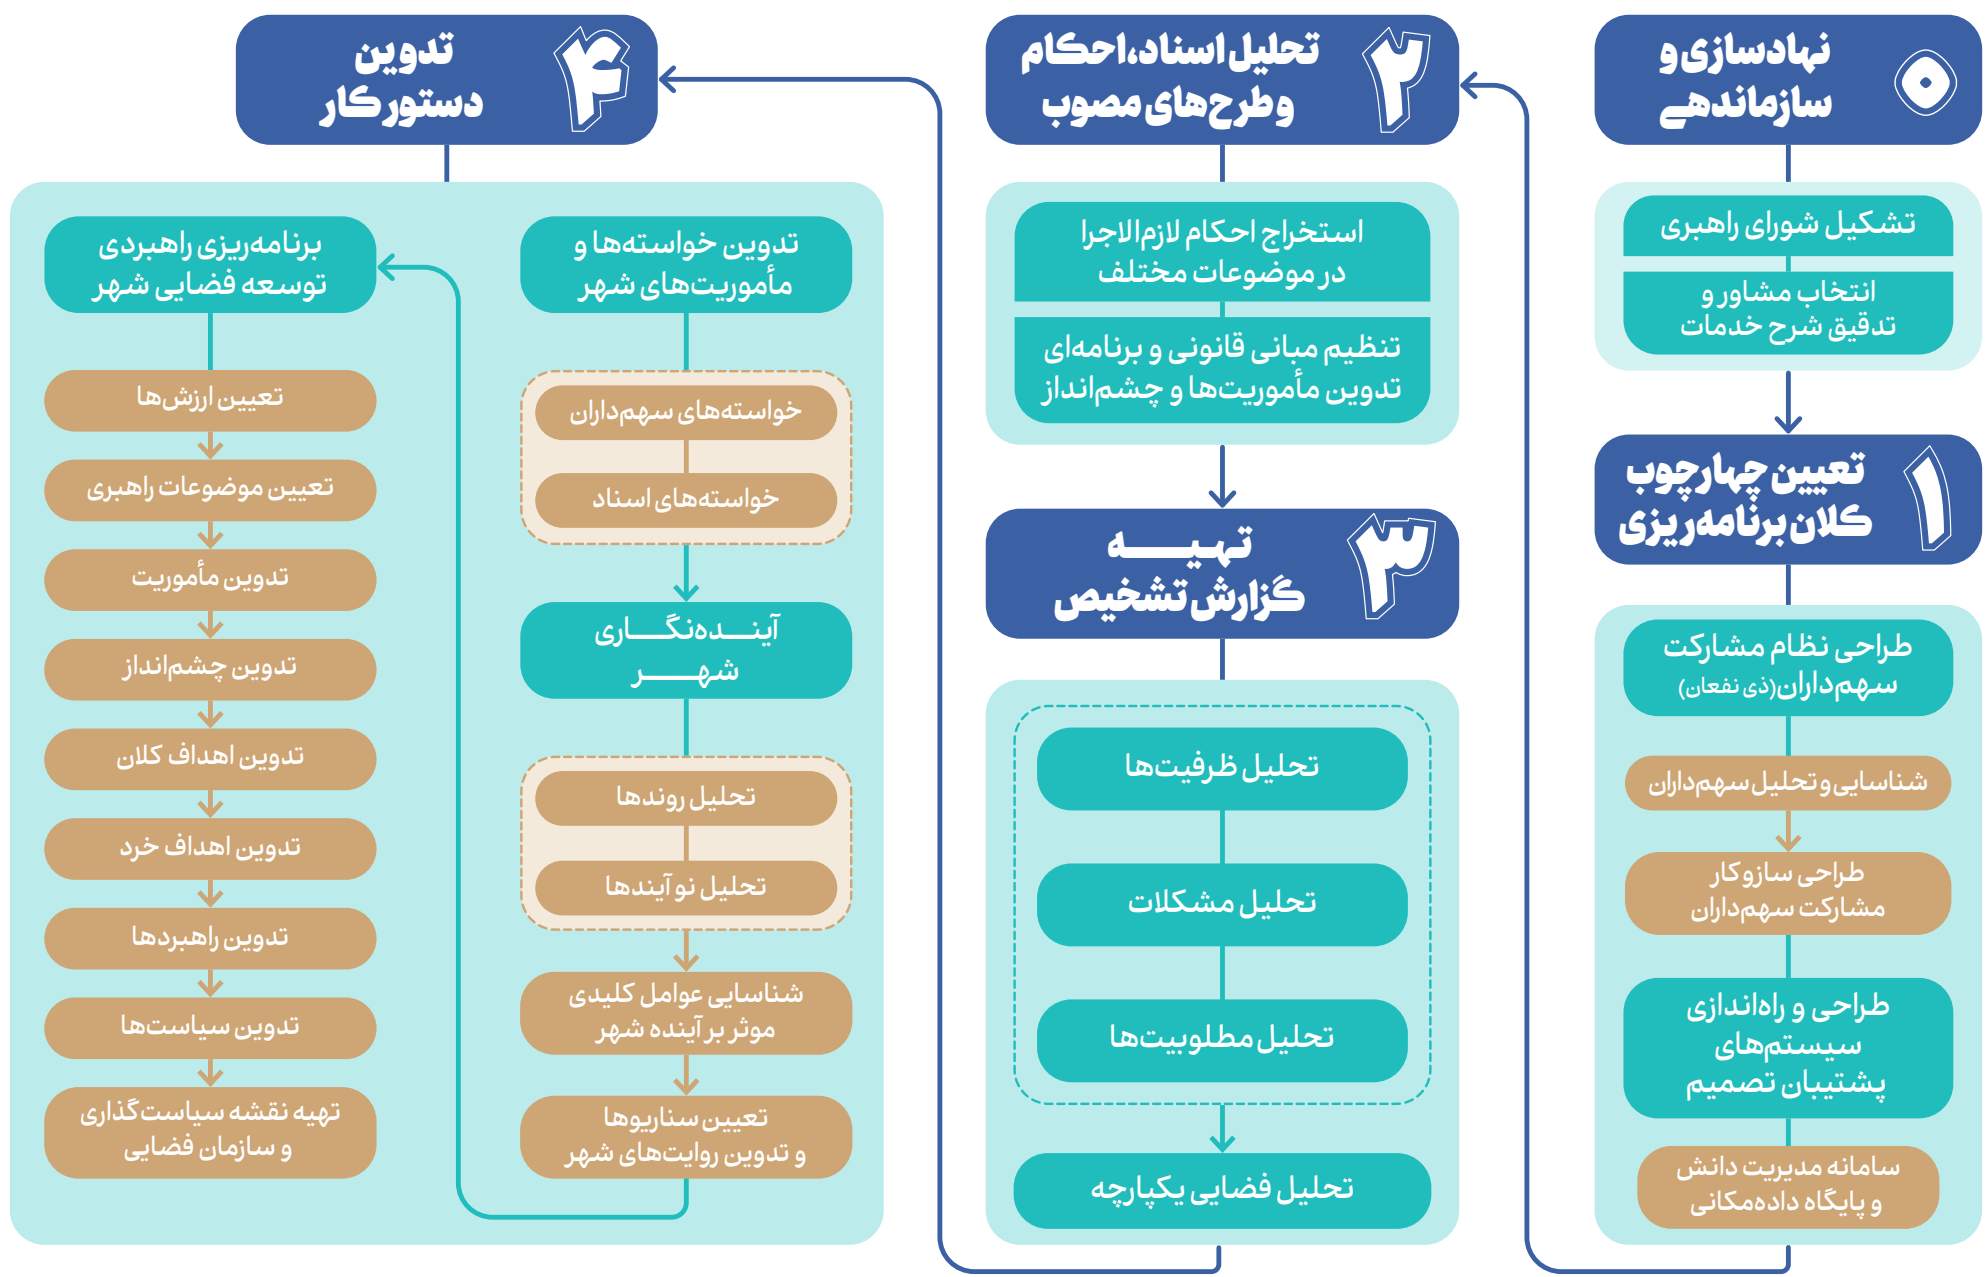 ۰
نهادسازی و
سازماندهی
تشکیل شورای راهبری
انتخاب مشاور و
تدقیق شرح خدمات
۱
تعیین چهارچوب
کلان برنامه‌ریزی
طراحی نظام مشارکت
سهم‌داران(ذی نفعان)
شناسایی و تحلیل سهم‌داران
طراحی سازوکار
مشارکت سهم‌داران
طراحی و راه‌اندازی
سیستم‌های
پشتیبان تصمیم
سامانه مدیریت دانش
و پایگاه داده‌مکانی
۲
تحلیل اسناد،احکام
و طرح‌های مصوب
استخراج احکام لازم‌الاجرا
در موضوعات مختلف
تنظیم مبانی قانونی و برنامه‌ای
تدوین مأموریت‌ها و چشم‌انداز
۳
تهیـــه
گزارش تشخیص
تحلیل ظرفیت‌ها
تحلیل مشکلات
تحلیل مطلوبیت‌ها
تحلیل فضایی یکپارچه
۴
تدوین
دستورکار
تدوین خواسته‌ها و
مأموریت‌های شهر
خواسته‌های سهم‌داران
خواسته‌های اسناد
آینــده‌نگــاری
شهـــر
تحلیل روندها
تحلیل نوآیندها
شناسایی عوامل کلیدی
موثر بر آینده شهر
تعیین سناریوها
و تدوین روایت‌های شهر
برنامه‌ریزی راهبردی
توسعه فضایی شهر
تعیین ارزش‌ها
تعیین موضوعات راهبری
تدوین مأموریت
تدوین چشم‌انداز
تدوین اهداف کلان
تدوین اهداف خرد
تدوین راهبردها
تدوین سیاست‌ها
تهیه نقشه سیاست‌گذاری
و سازمان فضایی